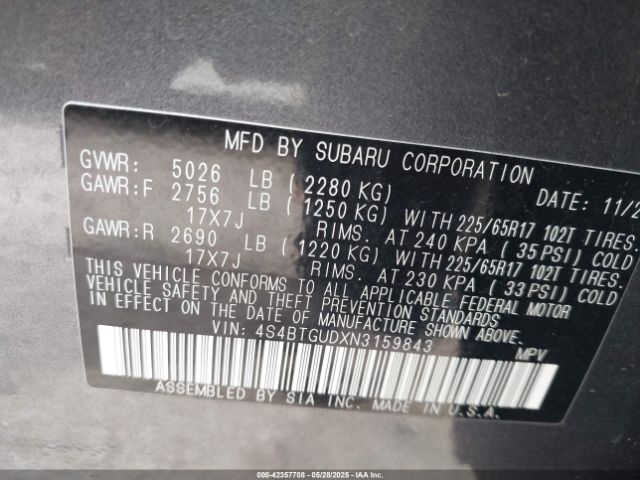 MFD BY SUBARU CORPORATION
GVWR: 5026 LB ( 2280 KG) DATE: 11/2
GAWR:F 2756 LB ( 1250 KG) WITH 225/65R17 102T TIRES,
17X7J RIMS, AT 240 KPA ( 35 PSI) COLD
GAWR:R 2690 LB ( 1220 KG) WITH 225/65R17 102T TIRES,
17X7J RIMS, AT 230 KPA ( 33 PSI) COLD
THIS VEHICLE CONFORMS TO ALL APPLICABLE FEDERAL MOTOR
VEHICLE SAFETY AND THEFT PREVENTION STANDARDS
IN EFFECT ON THE DATE OF MANUFACTURE SHOWN ABOVE.
VIN: 4S4BTGUDXN3159843 MPV
ASSEMBLED BY SIA INC. MADE IN U.S.A.
000-42357708 - 05/28/2025 - IAAI.com